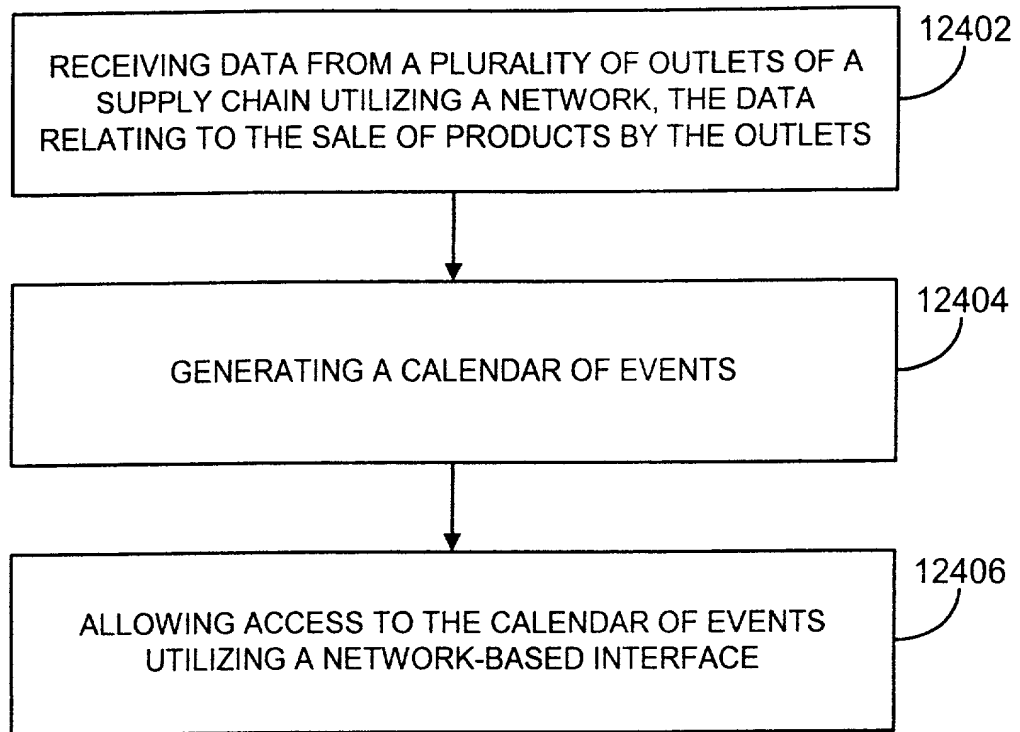 12402
RECEIVING DATA FROM A PLURALITY OF OUTLETS OF A
SUPPLY CHAIN UTILIZING A NETWORK, THE DATA
RELATING TO THE SALE OF PRODUCTS BY THE OUTLETS
12404
GENERATING A CALENDAR OF EVENTS
12406
ALLOWING ACCESS TO THE CALENDAR OF EVENTS
UTILIZING A NETWORK-BASED INTERFACE